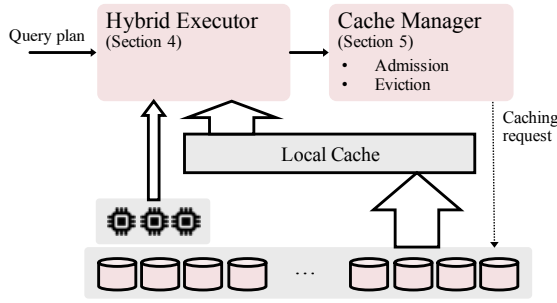 Query plan
Hybrid Executor
(Section 4)
Cache Manager
(Section 5)
• Admission
• Eviction
Caching
request
Local Cache
...